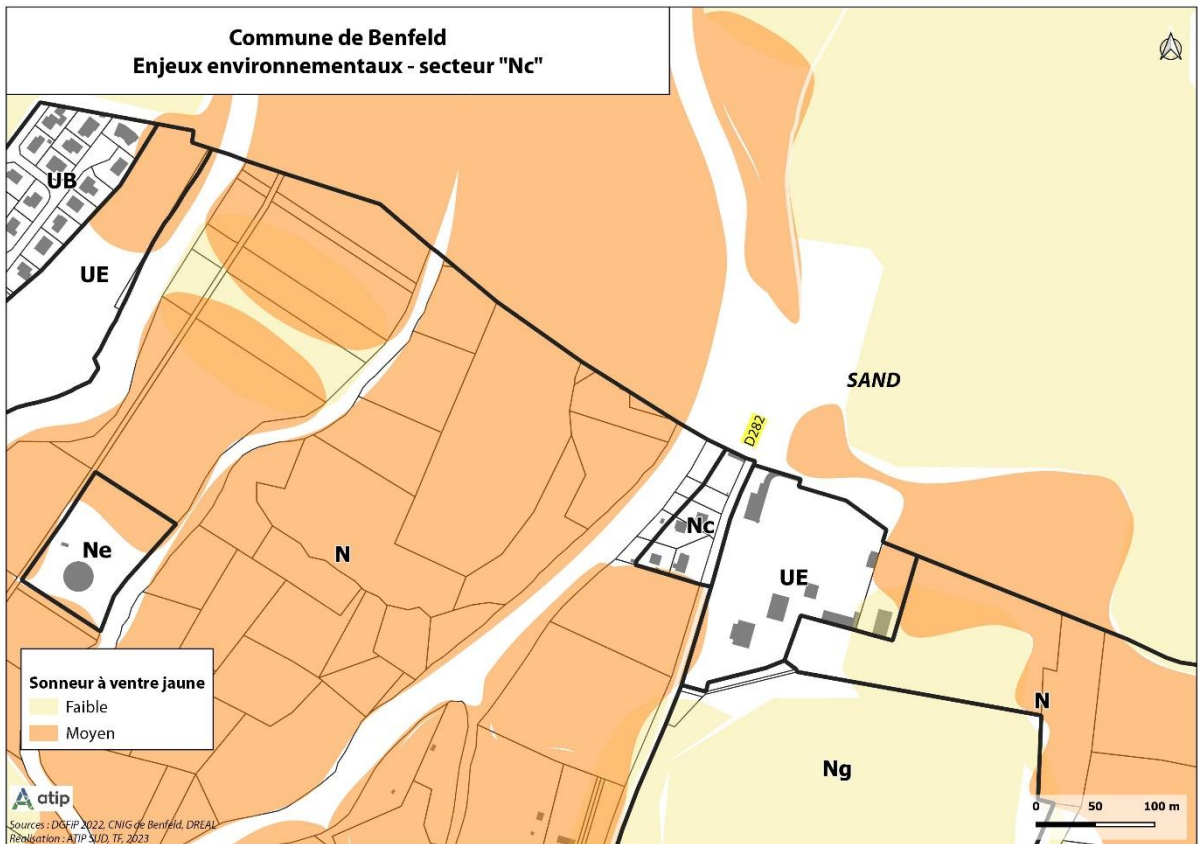 Commune de Benfeld
Enjeux environnementaux - secteur "Nc"
UB
UE
SAND
D282
Nc
N
Ne
UE
N
Ng
Sonneur à ventre jaune
Faible
Moyen
atip
0 50 100 m
Sources : DGFiP 2022, CNIG de Benfeld, DREAL
Réalisation : ATIP SUD, TF, 2023